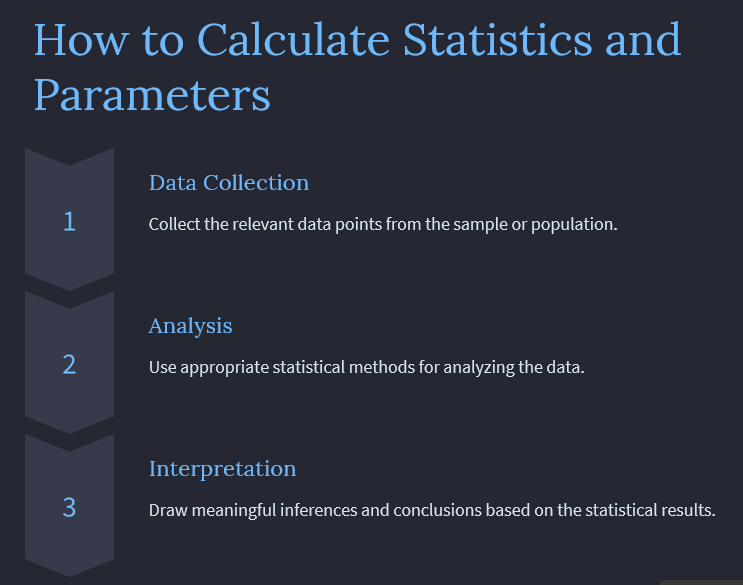 How to Calculate Statistics and
Parameters
1
Data Collection
Collect the relevant data points from the sample or population.
2
Analysis
Use appropriate statistical methods for analyzing the data.
3
Interpretation
Draw meaningful inferences and conclusions based on the statistical results.